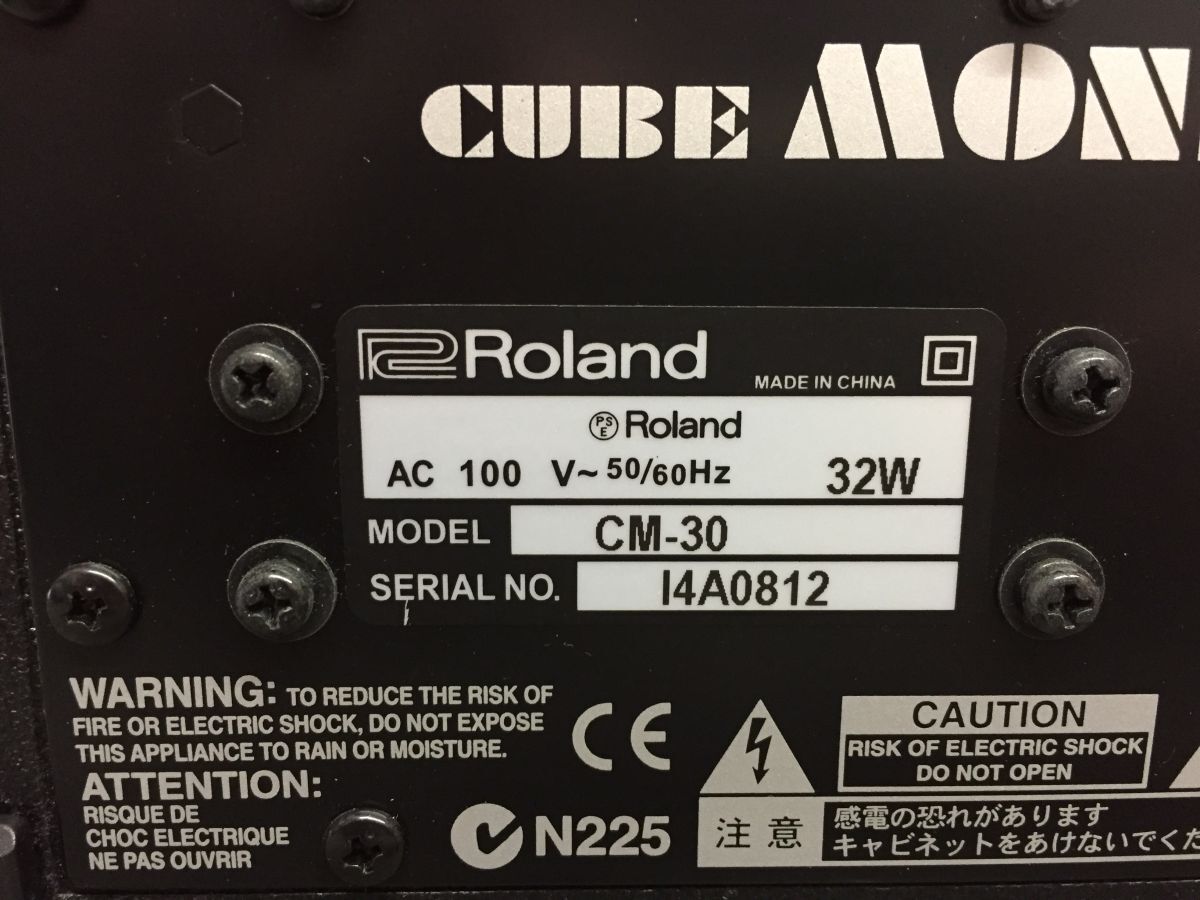 CUBE MON
Roland
MADE IN CHINA
PS E Roland
AC 100 V~ 50/60Hz 32W
MODEL CM-30
SERIAL NO. I4A0812
WARNING: TO REDUCE THE RISK OF
FIRE OR ELECTRIC SHOCK, DO NOT EXPOSE
THIS APPLIANCE TO RAIN OR MOISTURE.
ATTENTION:
RISQUE DE
CHOC ELECTRIQUE
NE PAS OUVRIR
CE
N225
CAUTION
RISK OF ELECTRIC SHOCK
DO NOT OPEN
注意
感電の恐れがあります
キャビネットをあけないでくだ